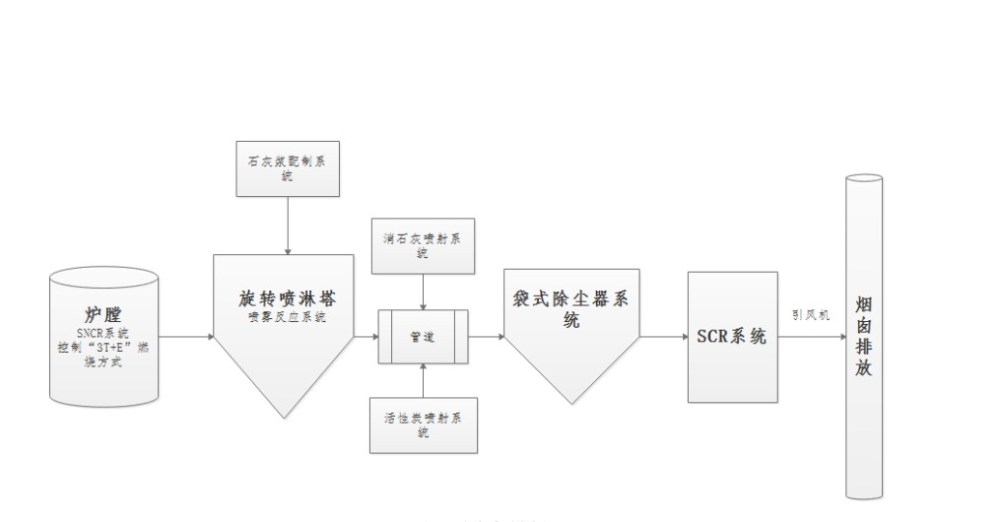 石灰浆配制系
统
消石灰喷射系
统
炉膛
SNCR系统
控制“3T+E”燃
烧方式
旋转喷淋塔
喷雾反应系统
管道
袋式除尘器系
统
SCR系统
引风机
烟
囱
排
放
活性炭喷射系
统